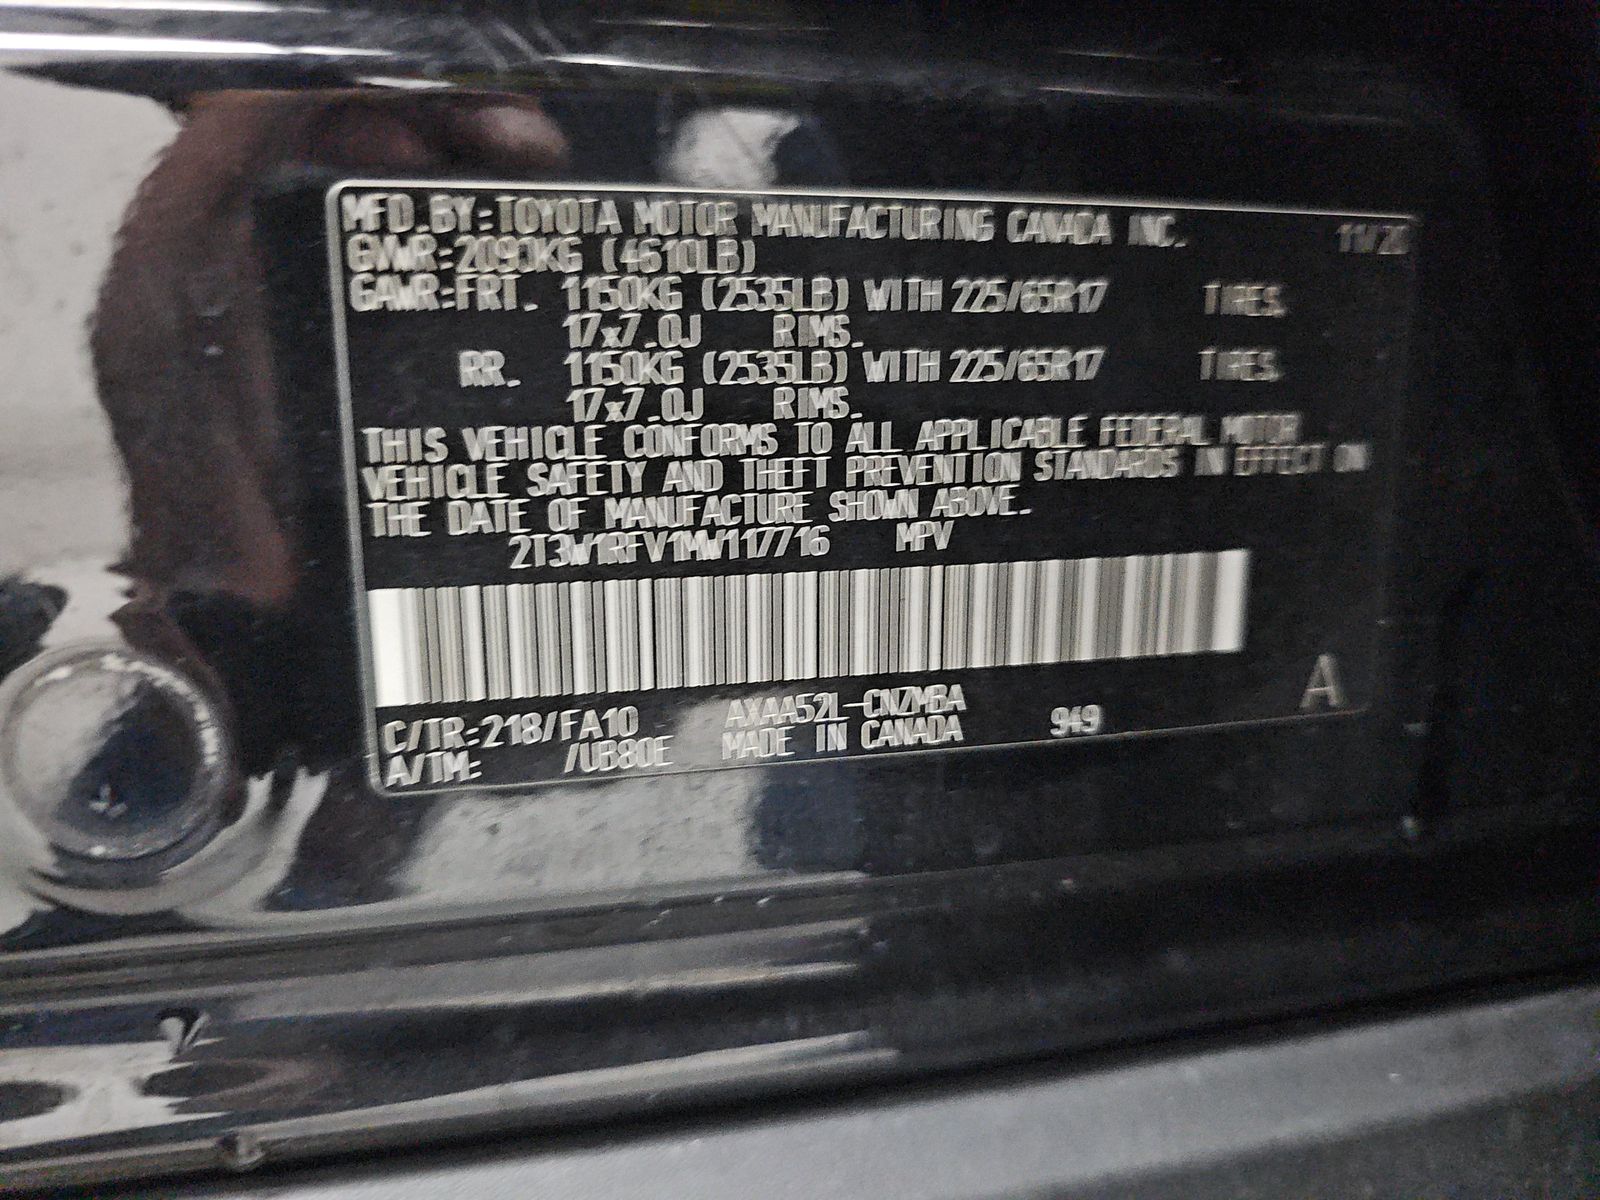 MFD.BY:TOYOTA MOTOR MANUFACTURING CANADA INC. 11/20
GVWR:2090KG (4610LB)
GAWR:FRT. 1150KG (2535LB) WITH 225/65R17 TIRES.
17x7.0J RIMS.
RR. 1150KG (2535LB) WITH 225/65R17 TIRES.
17x7.0J RIMS.
THIS VEHICLE CONFORMS TO ALL APPLICABLE FEDERAL MOTOR
VEHICLE SAFETY AND THEFT PREVENTION STANDARDS IN EFFECT ON
THE DATE OF MANUFACTURE SHOWN ABOVE.
2T3W1RFV1MW117716 MPV
A
C/TR:218/FA10 AXAA52L-CNZMBA 949
A/TM: /UB80E MADE IN CANADA